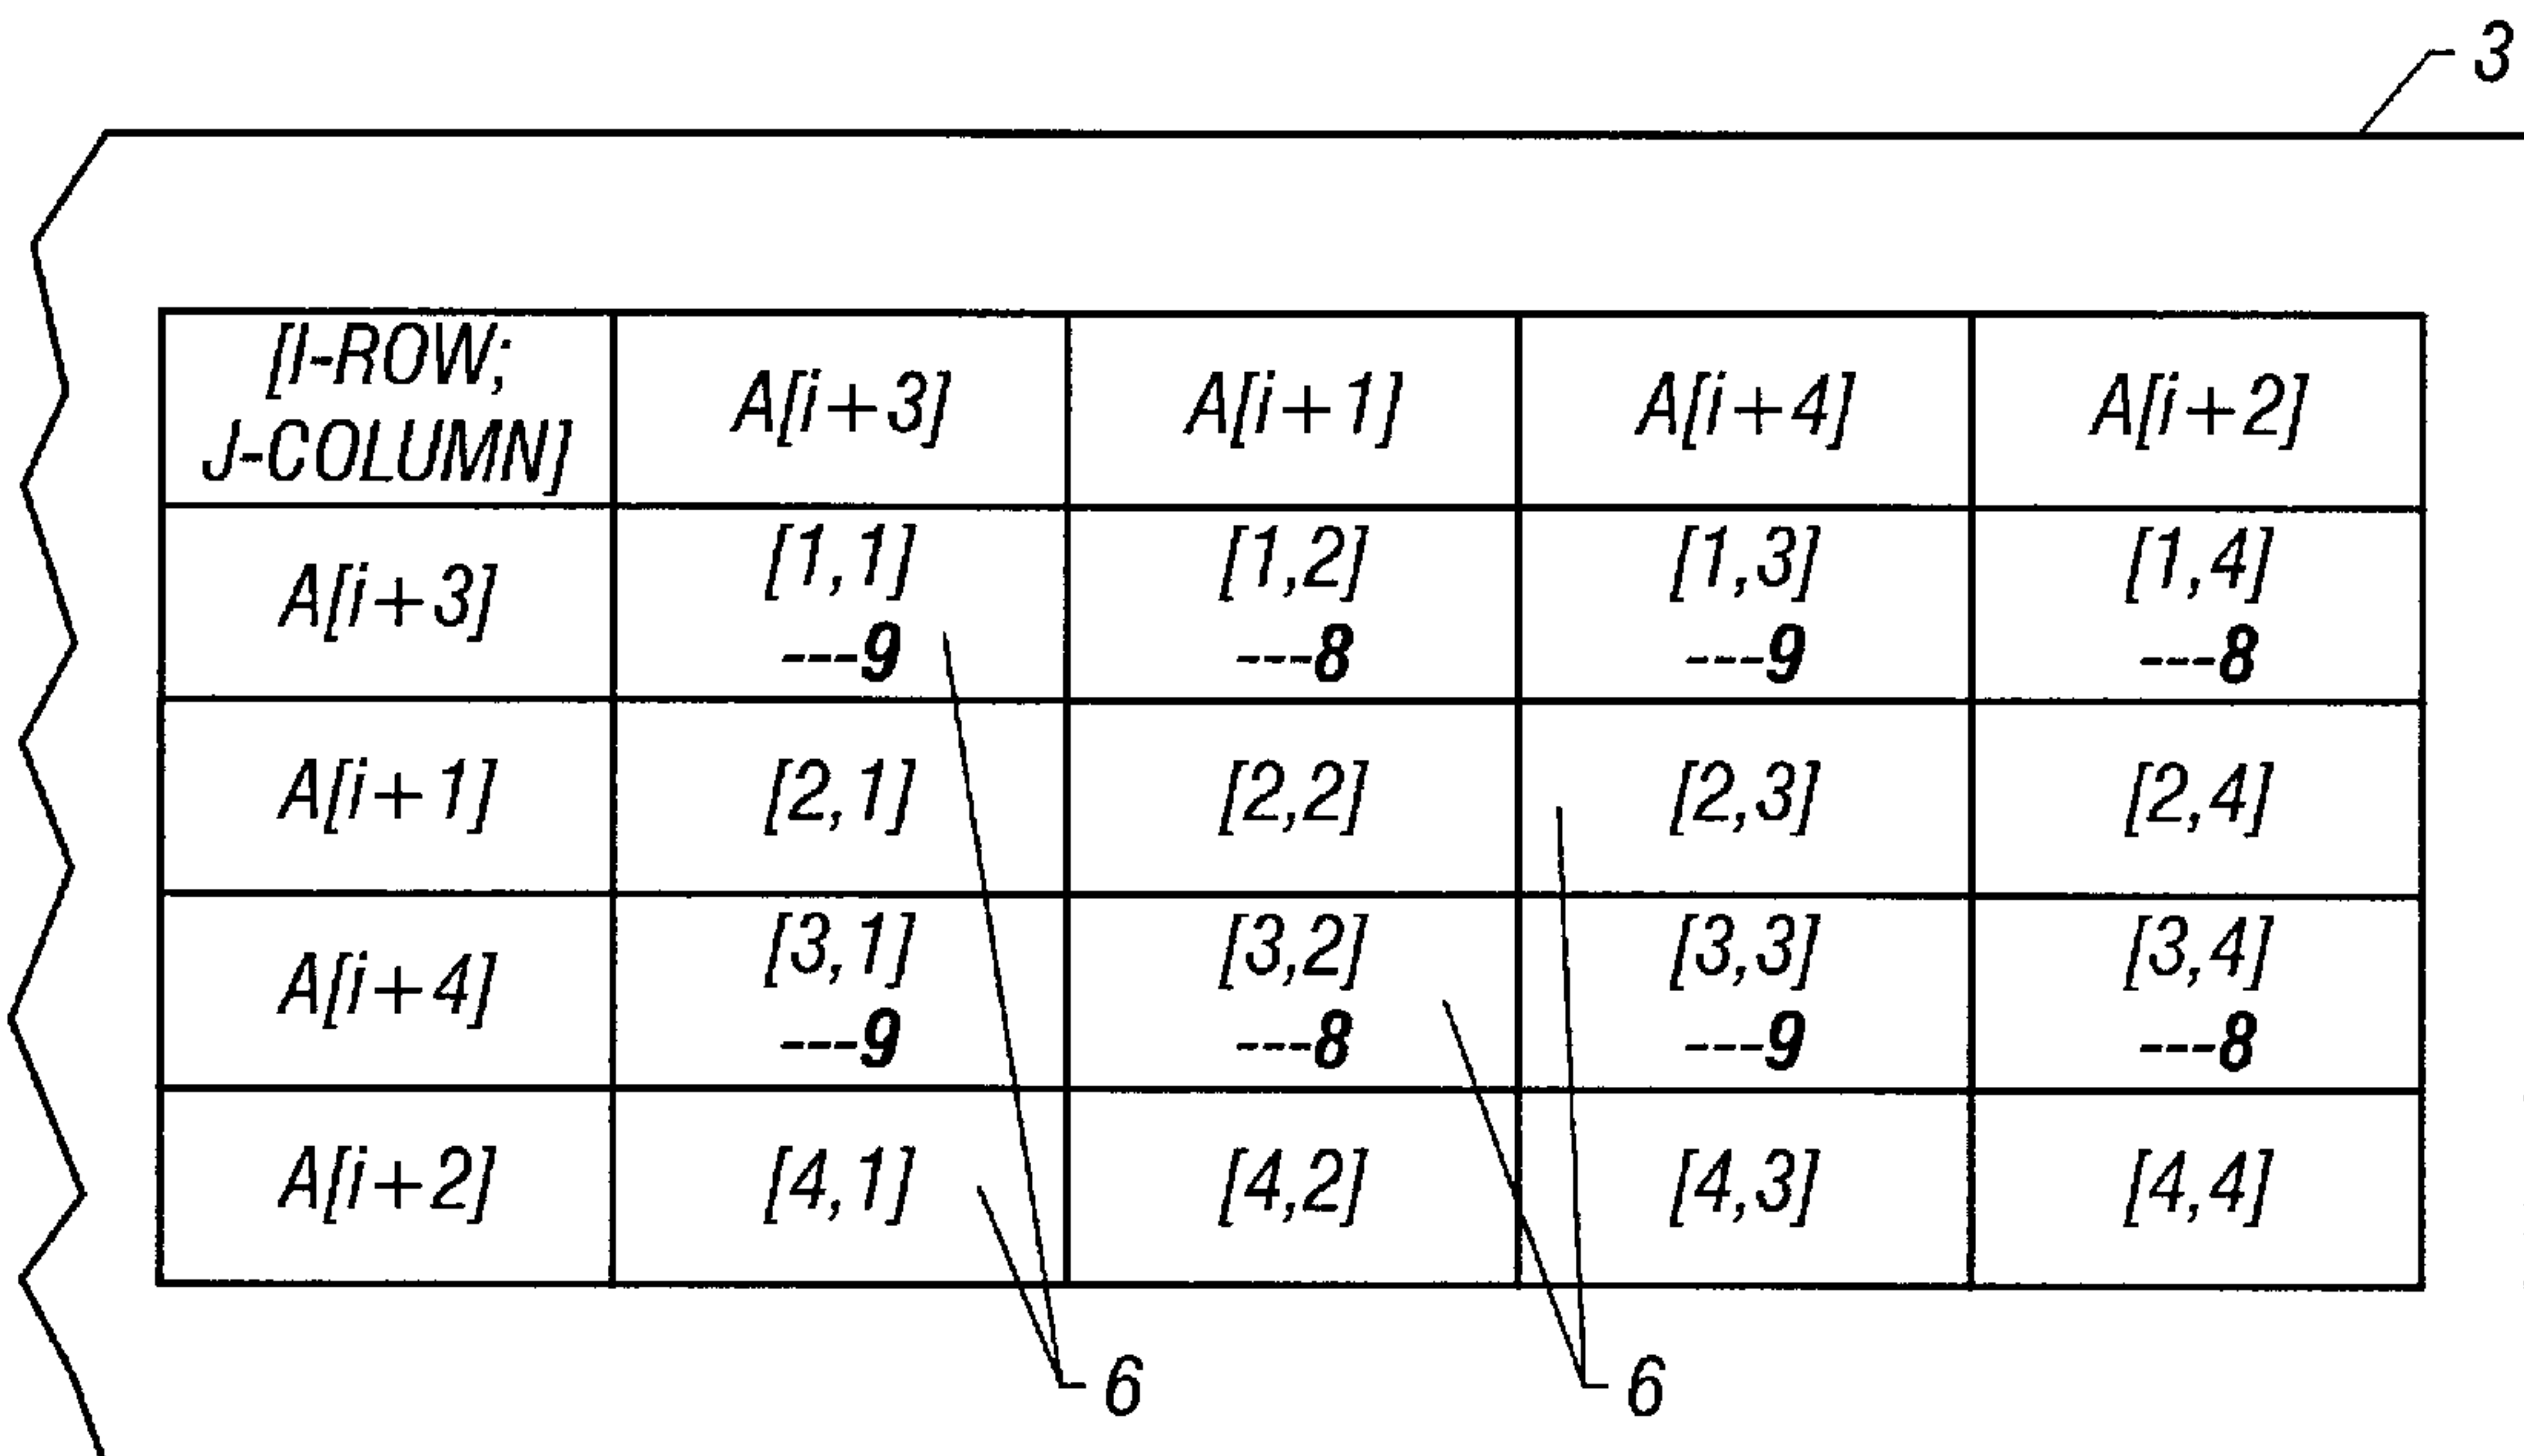 3
[I-ROW;
J-COLUMN] A[i+3] A[i+1] A[i+4] A[i+2]
A[i+3] [1,1] [1,2] [1,3] [1,4]
---9 ---8 ---9 ---8
A[i+1] [2,1] [2,2] [2,3] [2,4]
A[i+4] [3,1] [3,2] [3,3] [3,4]
---9 ---8 ---9 ---8
A[i+2] [4,1] [4,2] [4,3] [4,4]
6 6